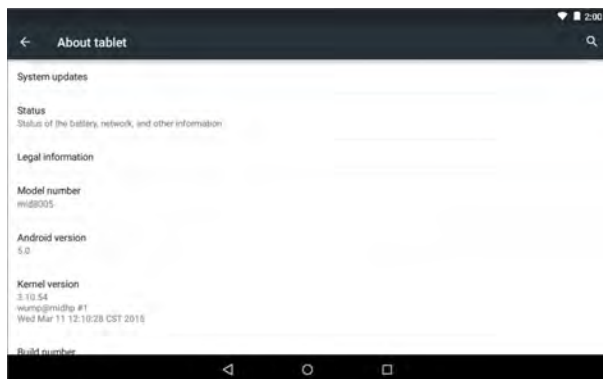 2:00
About tablet
System updates
Status
Status of the battery, network, and other information
Legal information
Model number
mid8005
Android version
5.0
Kernel version
3.10.54
wump@midhp #1
Wed Mar 11 12:10:28 CST 2015
Build number